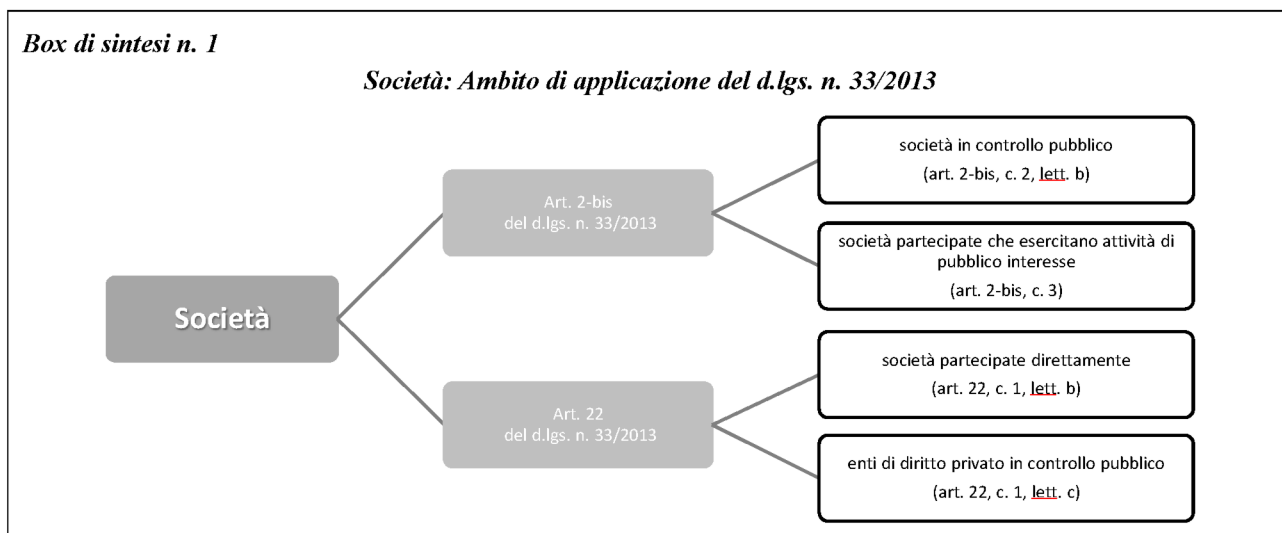 Box di sintesi n. 1
Società: Ambito di applicazione del d.lgs. n. 33/2013
Società
Art. 2-bis
del d.lgs. n. 33/2013
società in controllo pubblico
(art. 2-bis, c. 2, lett. b)
società partecipate che esercitano attività di
pubblico interesse
(art. 2-bis, c. 3)
Art. 22
del d.lgs. n. 33/2013
società partecipate direttamente
(art. 22, c. 1, lett. b)
enti di diritto privato in controllo pubblico
(art. 22, c. 1, lett. c)